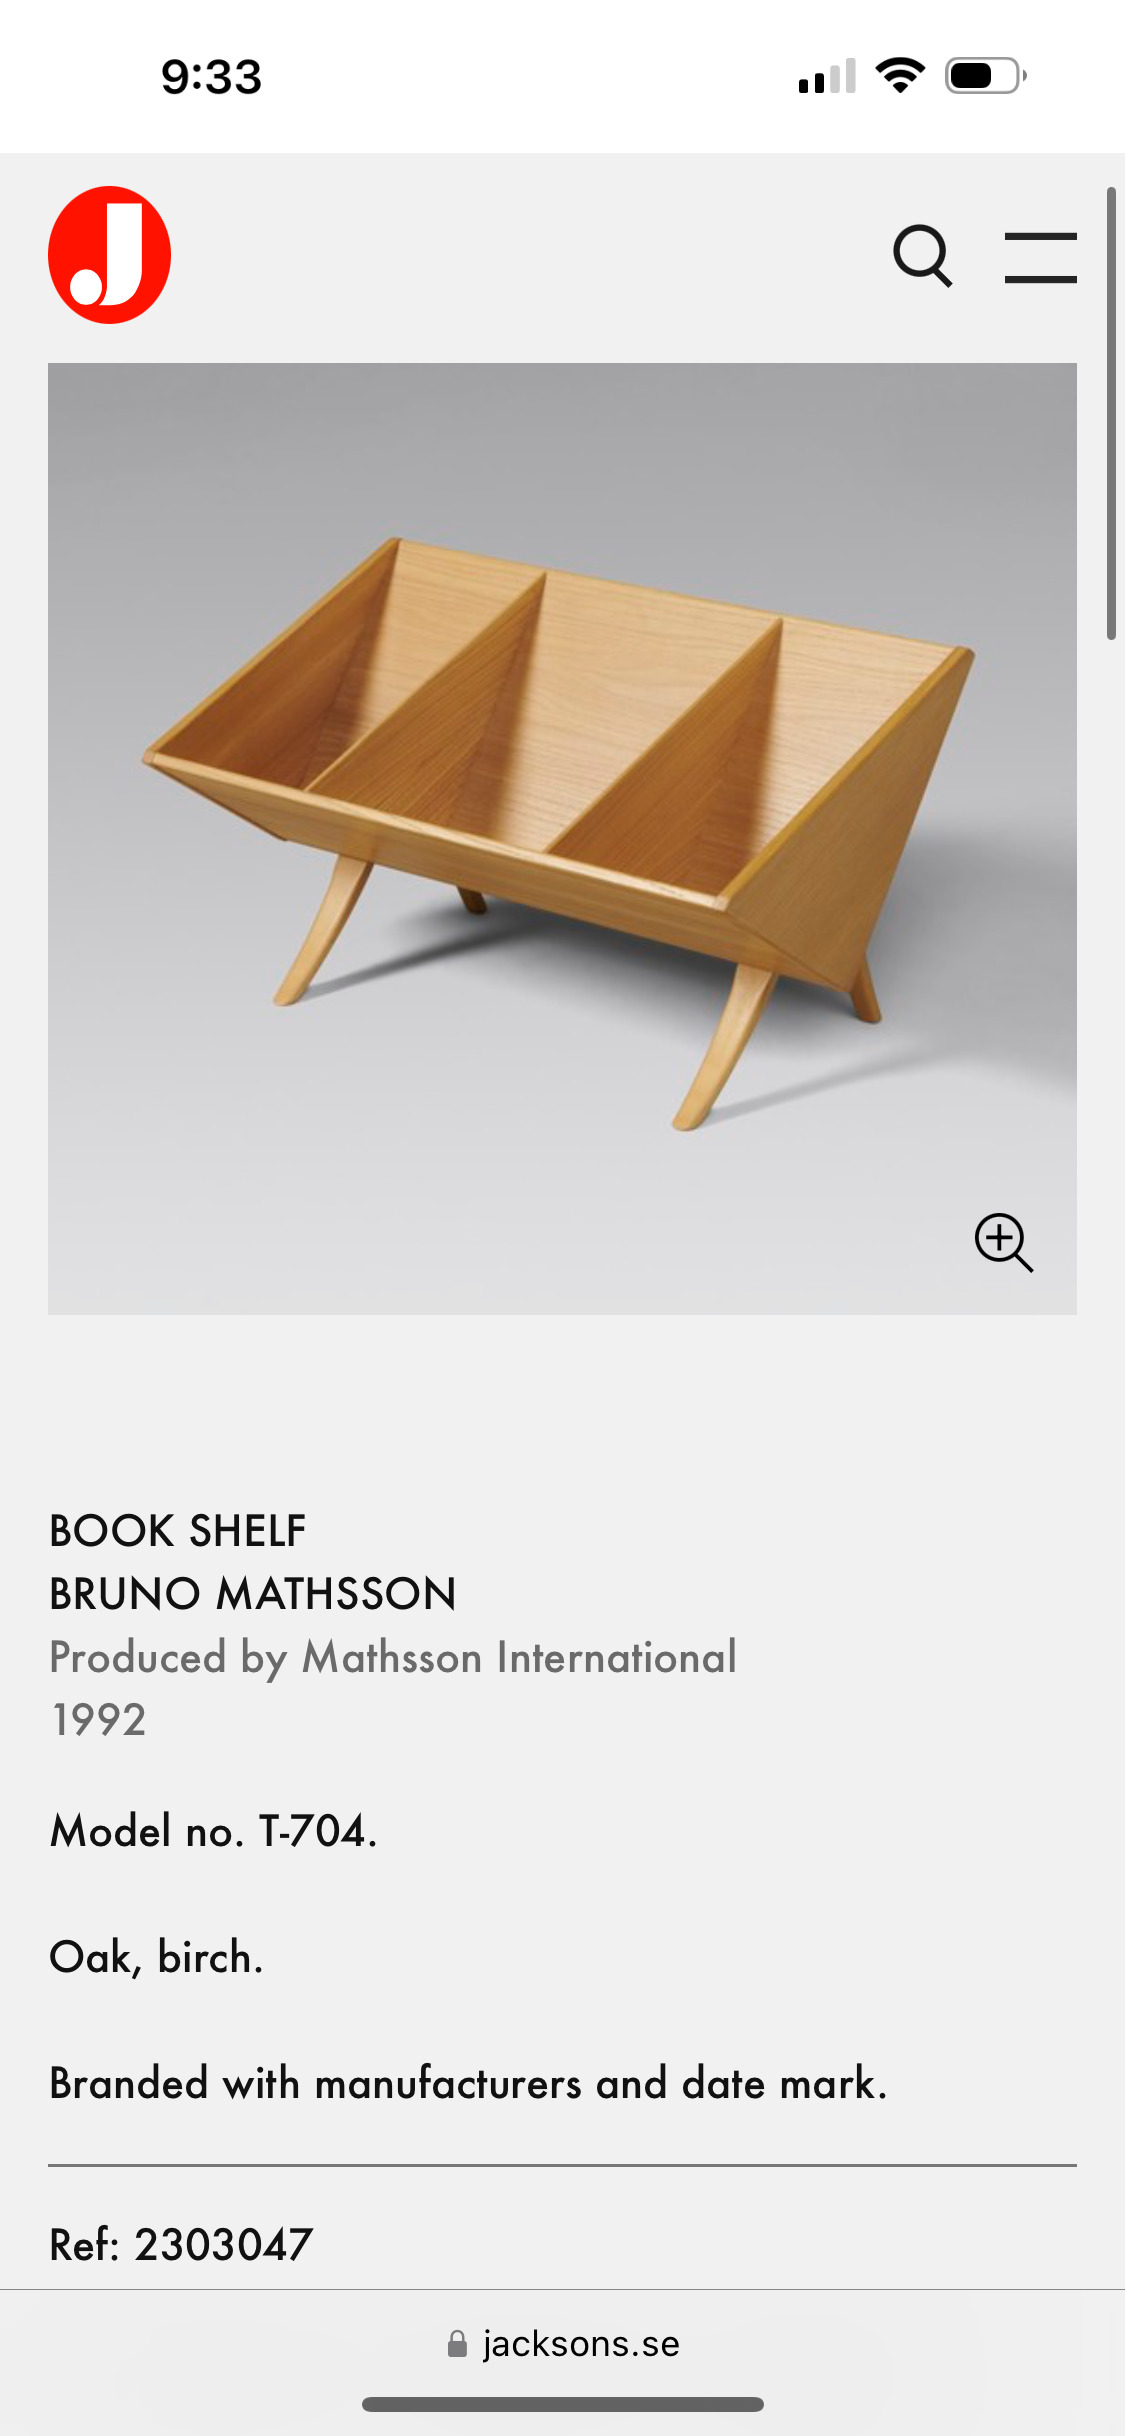 9:33
J
BOOK SHELF
BRUNO MATHSSON
Produced by Mathsson International
1992
Model no. T-704.
Oak, birch.
Branded with manufacturers and date mark.
Ref: 2303047
jacksons.se